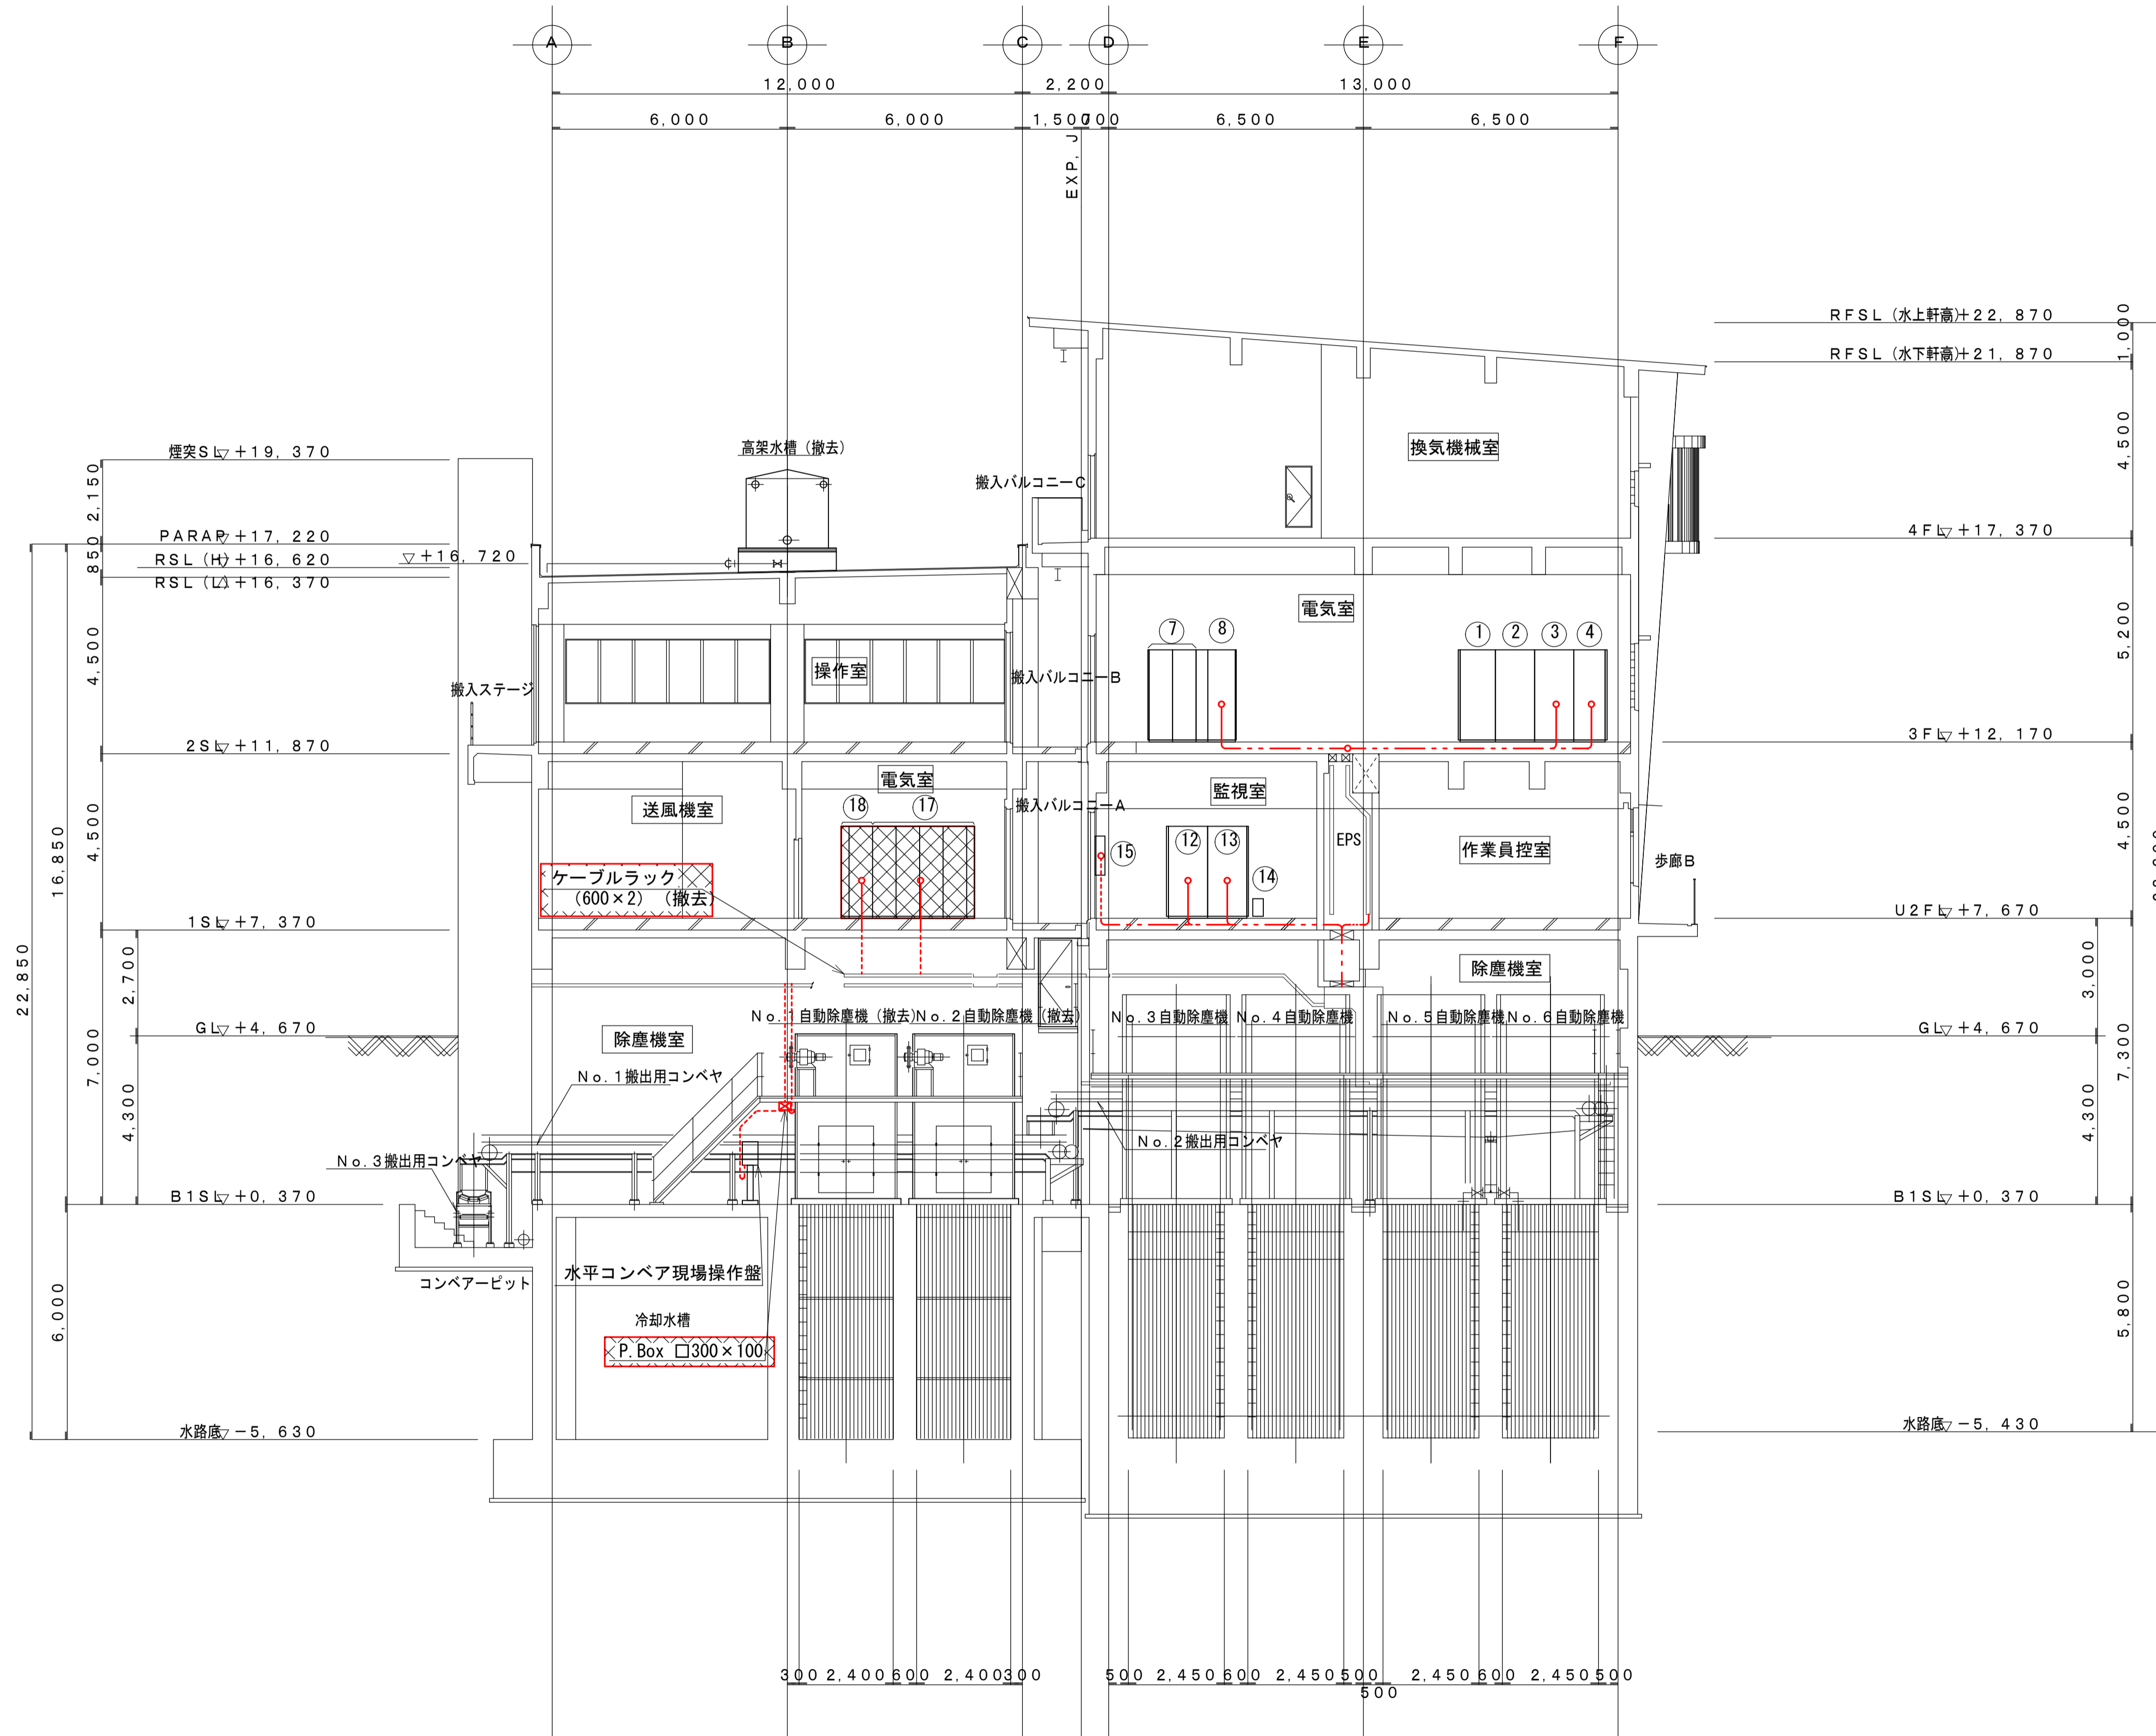 A
B
C
D
E
F
12,000
2,200
13,000
6,000
6,000
1,500
700
6,500
6,500
EXP, J
RFSL (水上軒高)+22, 870
RFSL (水下軒高)+21, 870
1,000
4,500
5,200
4,500
3,000
7,300
4,300
5,800
煙突SL▽+19, 370
PARAP▽+17, 220
RSL (H)+16, 620
▽+16, 720
RSL (L)+16, 370
2,150
850
4,500
4,500
16,850
22,850
2,700
7,000
4,300
6,000
高架水槽（撤去）
搬入バルコニーC
換気機械室
4FL▽+17, 370
電気室
7
8
1
2
3
4
操作室
搬入ステージ
搬入バルコニーB
2SL▽+11, 870
3FL▽+12, 170
送風機室
電気室
18
17
搬入バルコニーA
監視室
15
12
13
14
EPS
作業員控室
歩廊B
ケーブルラック
(600×2) (撤去)
1SL▽+7, 370
U2FL▽+7, 670
除塵機室
GL▽+4, 670
GL▽+4, 670
除塵機室
No.1自動除塵機（撤去）
No.2自動除塵機（撤去）
No.3自動除塵機
No.4自動除塵機
No.5自動除塵機
No.6自動除塵機
No.1搬出用コンベヤ
No.2搬出用コンベヤ
No.3搬出用コンベヤ
B1SL▽+0, 370
B1SL▽+0, 370
コンベアーピット
水平コンベア現場操作盤
冷却水槽
P.Box □300×100
水路底▽−5, 630
水路底▽−5, 430
300
2,400
600
2,400
300
500
2,450
600
2,450
500
500
2,450
600
2,450
500